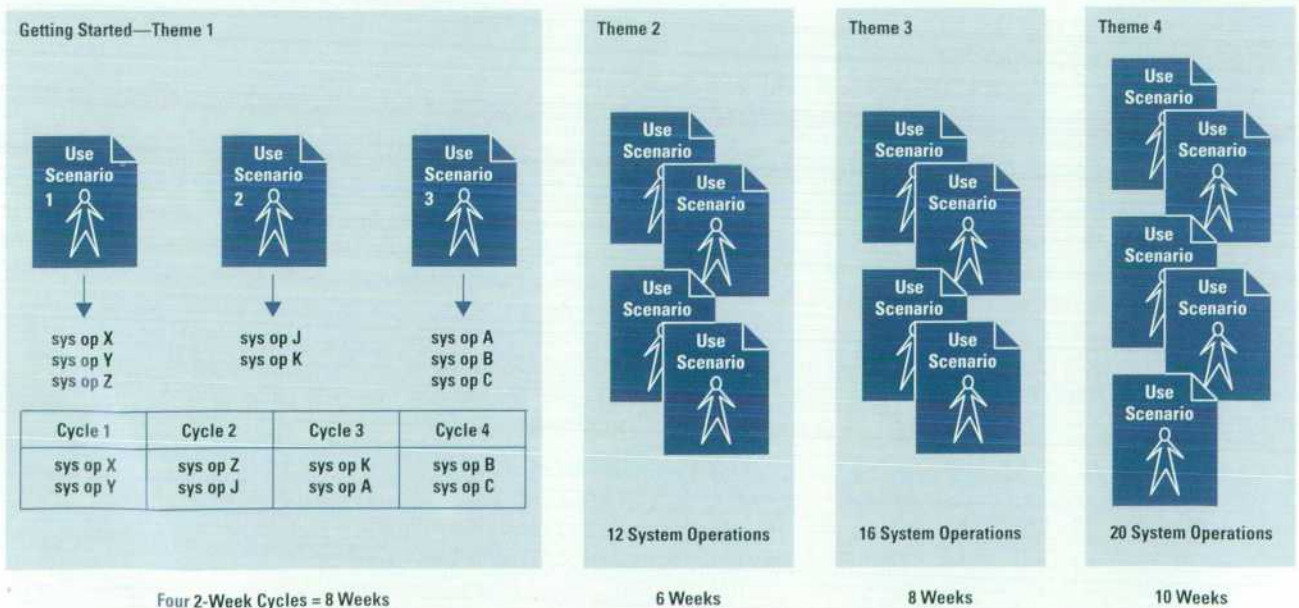 Getting Started—Theme 1
Use
Scenario
1
Use
Scenario
2
Use
Scenario
3
sys op X
sys op Y
sys op Z
sys op J
sys op K
sys op A
sys op B
sys op C
Cycle 1
Cycle 2
Cycle 3
Cycle 4
sys op X
sys op Y
sys op Z
sys op J
sys op K
sys op A
sys op B
sys op C
Four 2-Week Cycles = 8 Weeks
Theme 2
Use
Scenario
Use
Scenario
Use
Scenario
Use
Scenario
12 System Operations
6 Weeks
Theme 3
Use
Scenario
Use
Scenario
Use
Scenario
Use
Scenario
16 System Operations
8 Weeks
Theme 4
Use
Scenario
Use
Scenario
Use
Scenario
Use
Scenario
Use
Scenario
20 System Operations
10 Weeks